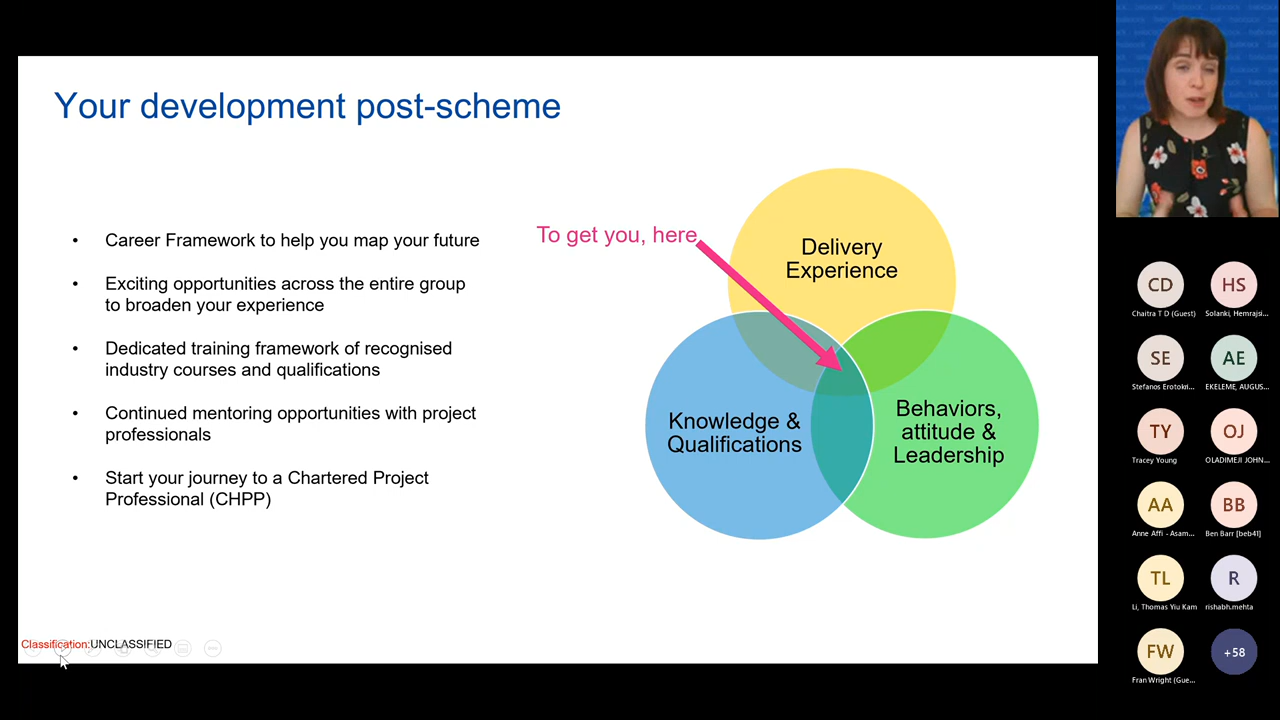 Your development post-scheme
• Career Framework to help you map your future
• Exciting opportunities across the entire group
to broaden your experience
• Dedicated training framework of recognised
industry courses and qualifications
• Continued mentoring opportunities with project
professionals
• Start your journey to a Chartered Project
Professional (CHPP)
To get you, here
Delivery
Experience
Knowledge &
Qualifications
Behaviors,
attitude &
Leadership
Classification:UNCLASSIFIED
CD
Chaitra T D (Guest)
HS
Solanki, Hemrajsi...
SE
Stefanos Erotokri...
AE
EKELEME, AUGUS...
TY
Tracey Young
OJ
OLADIMEJI JOHN...
AA
Anne Affi - Asam...
BB
Ben Barr [beb41]
TL
Li, Thomas Yiu Kam
R
rishabh.mehta
FW
Fran Wright (Gue...
+58